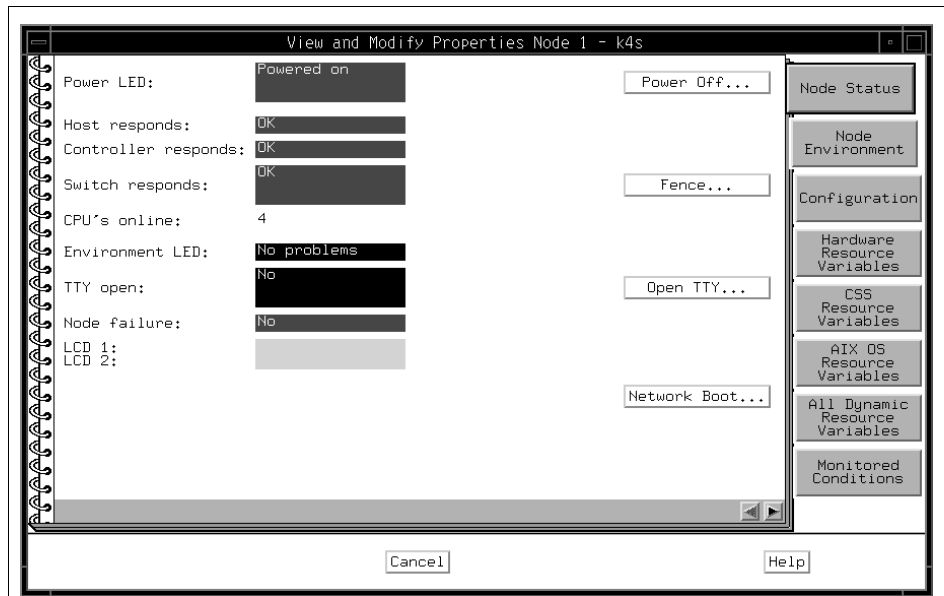 View and Modify Properties Node 1 - k4s
Power LED:
Powered on
Power Off...
Host responds:
OK
Controller responds:
OK
Switch responds:
OK
Fence...
CPU's online:
4
Environment LED:
No problems
TTY open:
No
Open TTY...
Node failure:
No
LCD 1:
LCD 2:
Network Boot...
Node Status
Node
Environment
Configuration
Hardware
Resource
Variables
CSS
Resource
Variables
AIX OS
Resource
Variables
All Dynamic
Resource
Variables
Monitored
Conditions
Cancel
Help